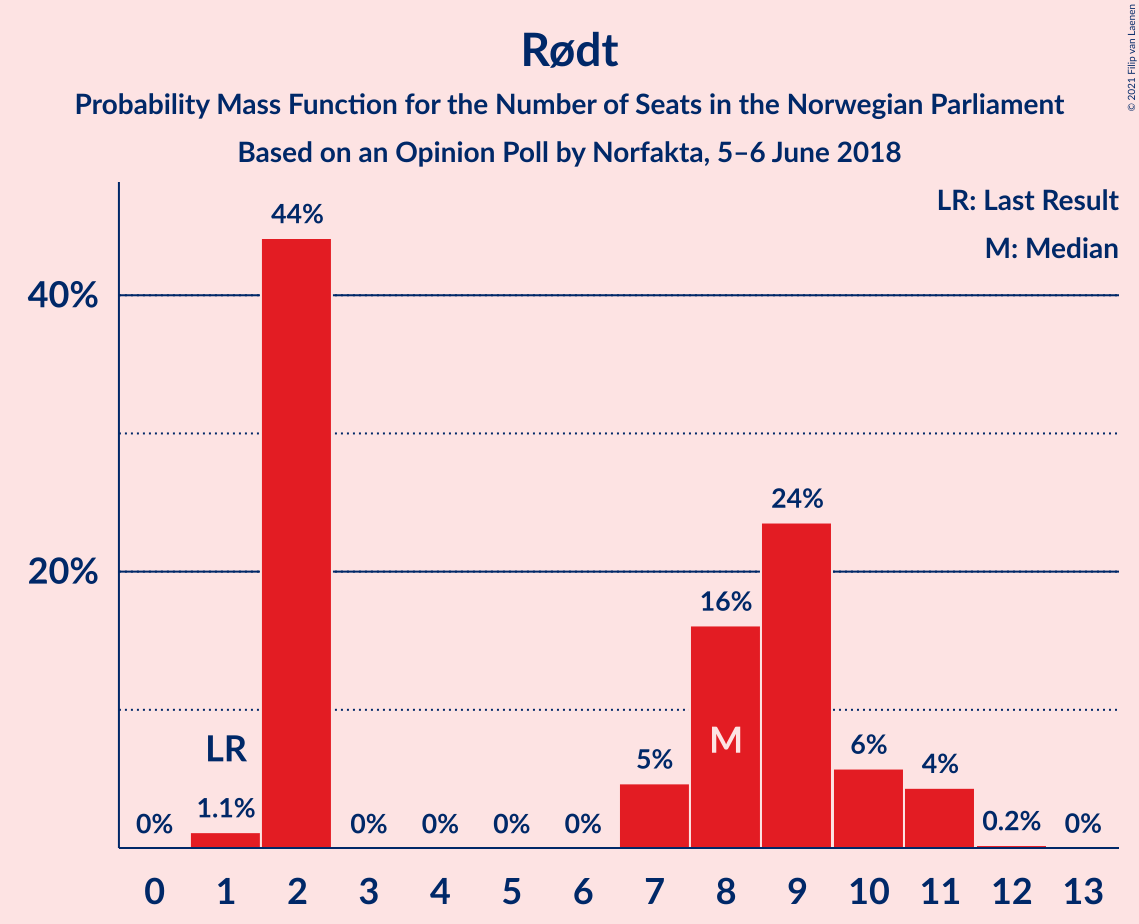 Rødt
Probability Mass Function for the Number of Seats in the Norwegian Parliament
Based on an Opinion Poll by Norfakta, 5–6 June 2018
© 2021 Filip van Laenen
LR: Last Result
M: Median
44%
40%
24%
20%
16%
LR
M
6%
5%
4%
1.1%
0%
0%
0%
0%
0%
0.2%
0%
0 1 2 3 4 5 6 7 8 9 10 11 12 13